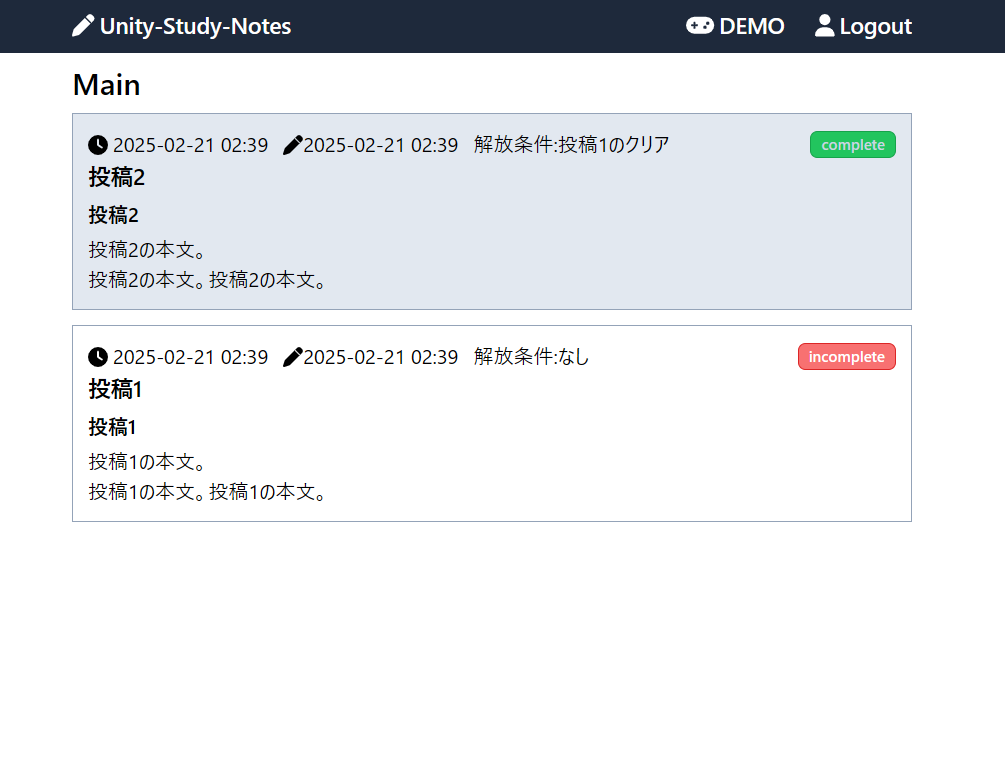 Unity-Study-Notes DEMO Logout
Main
2025-02-21 02:39 2025-02-21 02:39 解放条件:投稿1のクリア complete
投稿2
投稿2
投稿2の本文。
投稿2の本文。投稿2の本文。
2025-02-21 02:39 2025-02-21 02:39 解放条件:なし incomplete
投稿1
投稿1
投稿1の本文。
投稿1の本文。投稿1の本文。